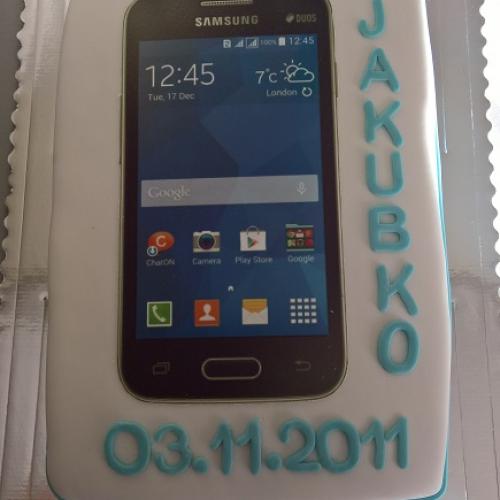 SAMSUNG DUOS
100% 12:45
12:45 7°c
Tue, 17 Dec London
Google
ChatON Camera Play Store Google
JAKUBKO
03.11.2011